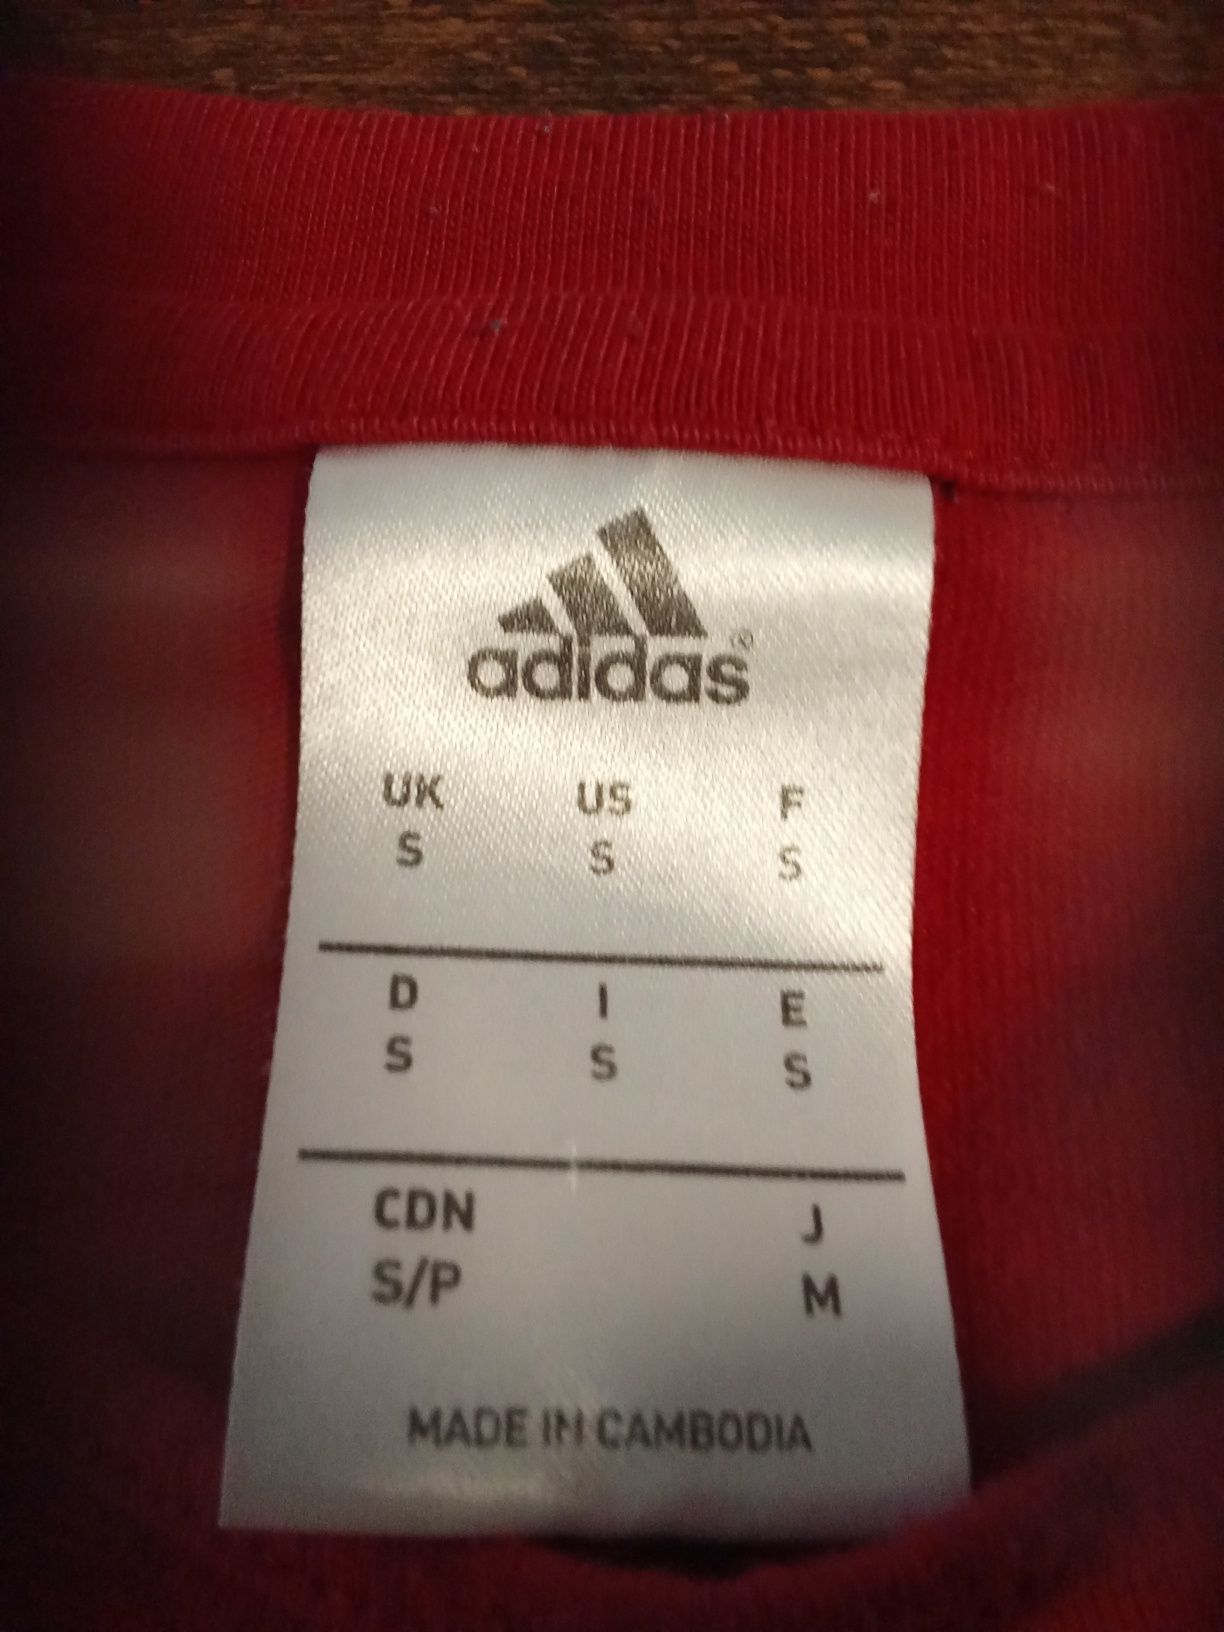 adidas®
UK US F
S S S
D I E
S S S
CDN J
S/P M
MADE IN CAMBODIA